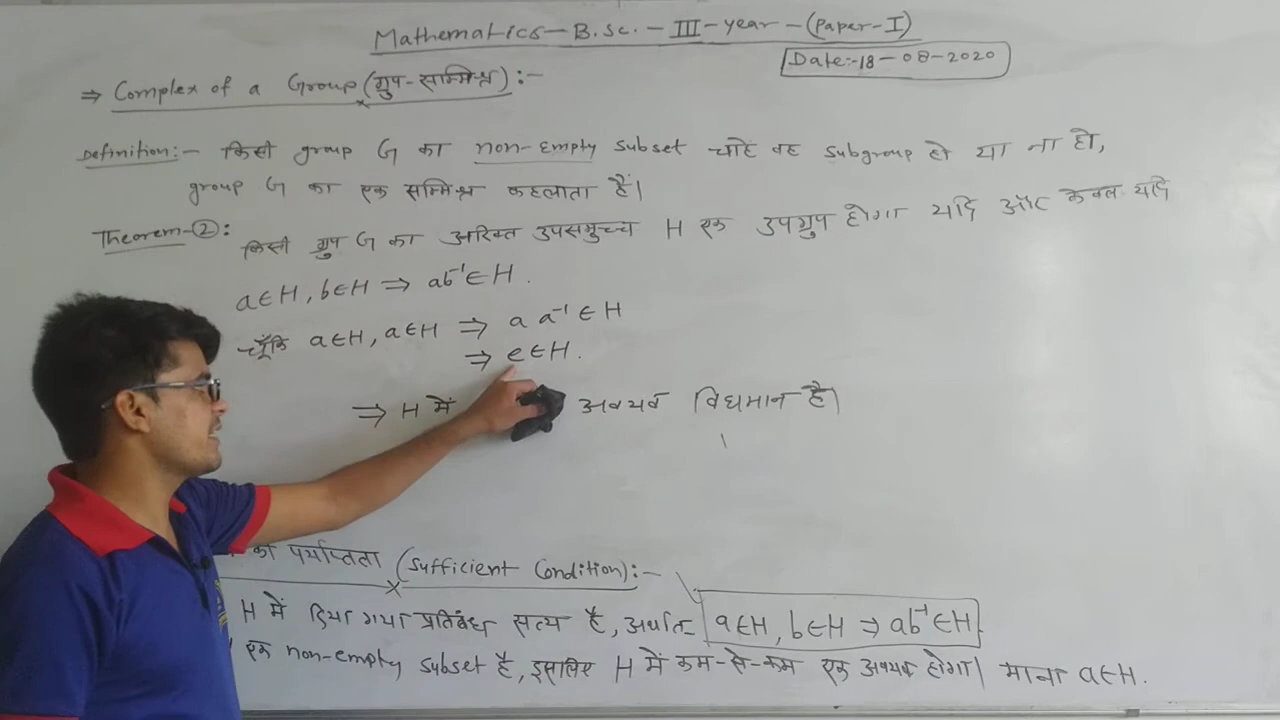 Mathematics-B.Sc.-III-year-(Paper-I)
Date:-18-08-2020
⇒ Complex of a Group (ग्रुप-सम्मिश्र):-
Definition:- किसी group G का non-empty subset चाहे वह subgroup हो या ना हो,
group G का एक सम्मिश्र कहलाता हैं।
Theorem-②: किसी ग्रुप G का अरिक्त उपसमुच्चय H एक उपग्रुप होगा यदि और केवल यदि
a∈H, b∈H ⇒ ab⁻¹∈H.
चूँकि a∈H, a∈H ⇒ a a⁻¹∈H
⇒ e∈H.
⇒ H में अवयव विद्यमान है।
का पर्याप्तता (Sufficient Condition):-
H में दिया गया प्रतिबंध सत्य है, अर्थात- a∈H, b∈H ⇒ ab⁻¹∈H
एक non-empty subset है, इसलिए H में कम-से-कम एक अवयव होगा। माना a∈H.